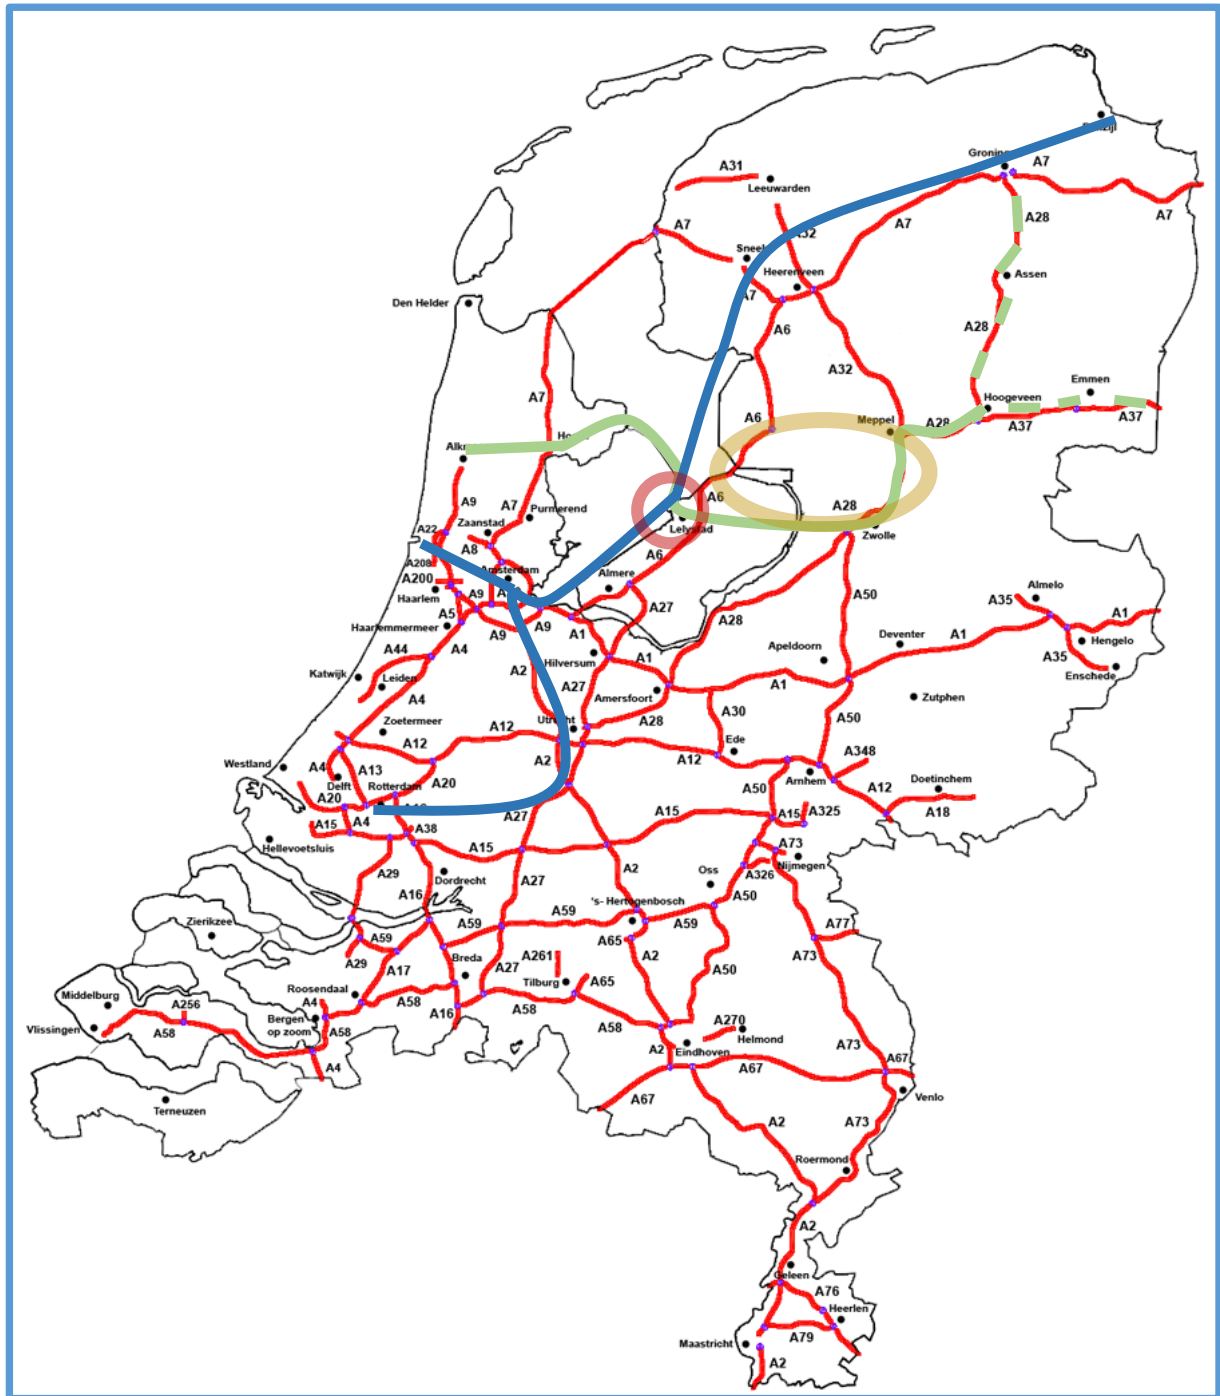 Groning
A7
A31
Leeuwarden
A28
A7
A7
A7
Sneek
Heerenveen
Assen
A7
Den Helder
A6
A28
A32
Emmen
A7
Hoogeveen
Meppel
A28
A37
A37
A6
A9
A7
Purmerend
A6
A28
Zwolle
A22
Zaanstad
A8
Lelystad
A6
A208
Amsterdam
A200
Haarlem
A9
Almere
A27
A50
Almelo
A35
A1
A5
Haarlemmermeer
A4
A9
A9
A1
A28
Deventer
A1
Hengelo
A35
Enschede
A44
Katwijk
Leiden
A4
A2
Hilversum
A1
Apeldoorn
A27
Amersfoort
A1
Zutphen
Zoetermeer
A12
A12
Utrecht
A28
A30
A50
Ede
Westland
A4
A13
Delft
A20
A2
A12
A348
Arnhem
A12
Doetinchem
A18
Rotterdam
A20
A50
A15
A4
A38
A27
A15
A15
A325
Hellevoetsluis
A15
A73
Nijmegen
A326
A29
Dordrecht
A16
A27
A2
Oss
A50
's- Hertogenbosch
Zierikzee
A59
A59
A59
A59
A65
A77
A73
A29
A17
Breda
A27
A261
Tilburg
A65
A2
A50
Middelburg
A256
Roosendaal
A58
A4
Bergen
op zoom
A58
A16
A58
A58
A270
Helmond
Vlissingen
A58
A4
A2
Eindhoven
A67
A73
A67
Terneuzen
A67
A2
A73
Venlo
Roermond
A2
Geleen
A76
Heerlen
A79
Maastricht
A2